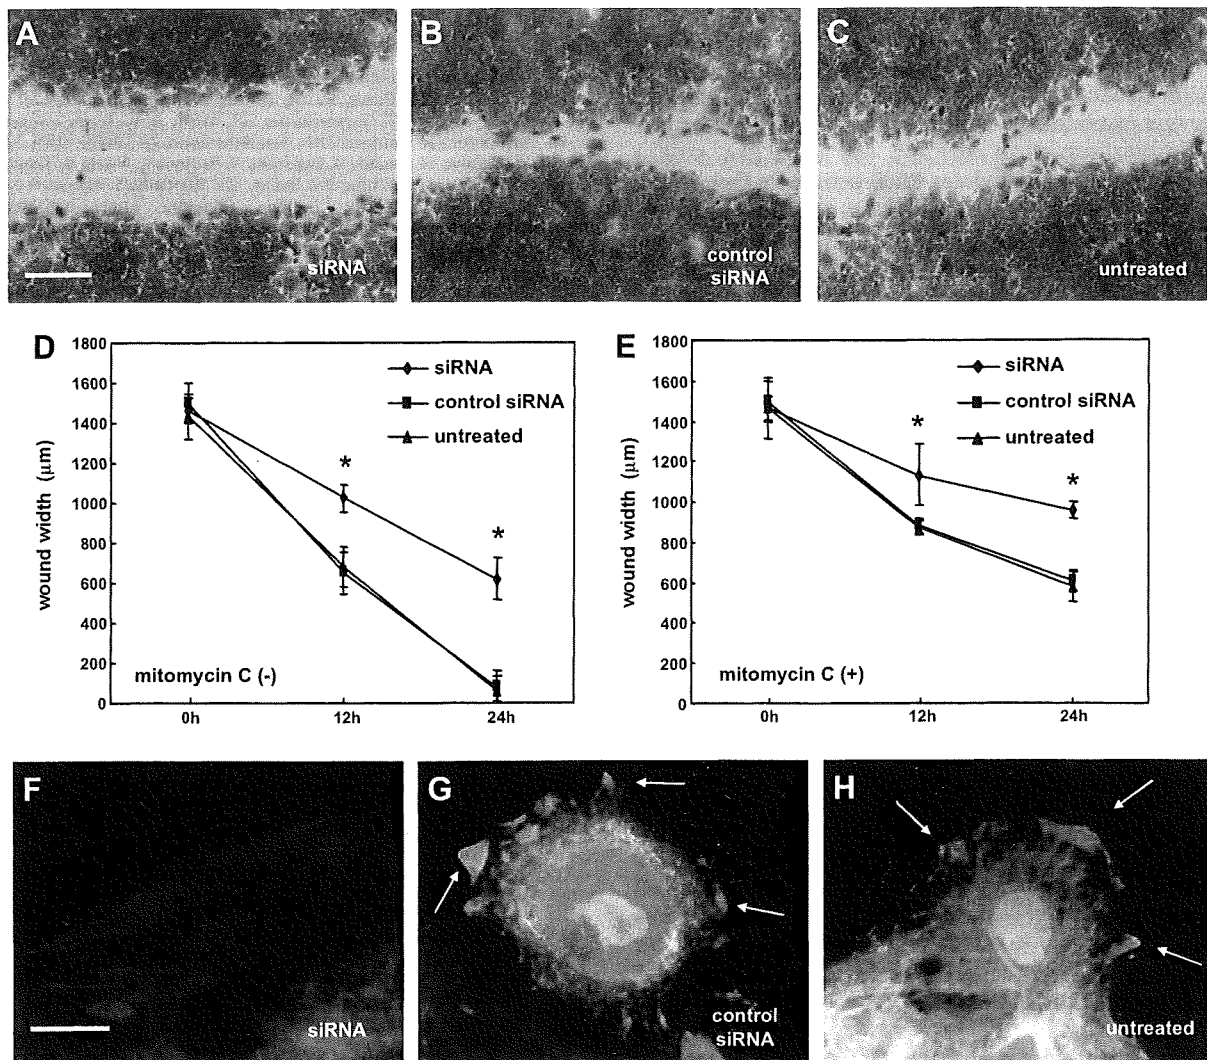 A
siRNA
B
control
siRNA
C
untreated
D
1800
1600
1400
1200
1000
800
600
400
200
0
wound width (μm)
siRNA
control siRNA
untreated
*
*
mitomycin C (-)
0h
12h
24h
E
1800
1600
1400
1200
1000
800
600
400
200
0
wound width (μm)
siRNA
control siRNA
untreated
*
*
mitomycin C (+)
0h
12h
24h
F
siRNA
G
control
siRNA
H
untreated